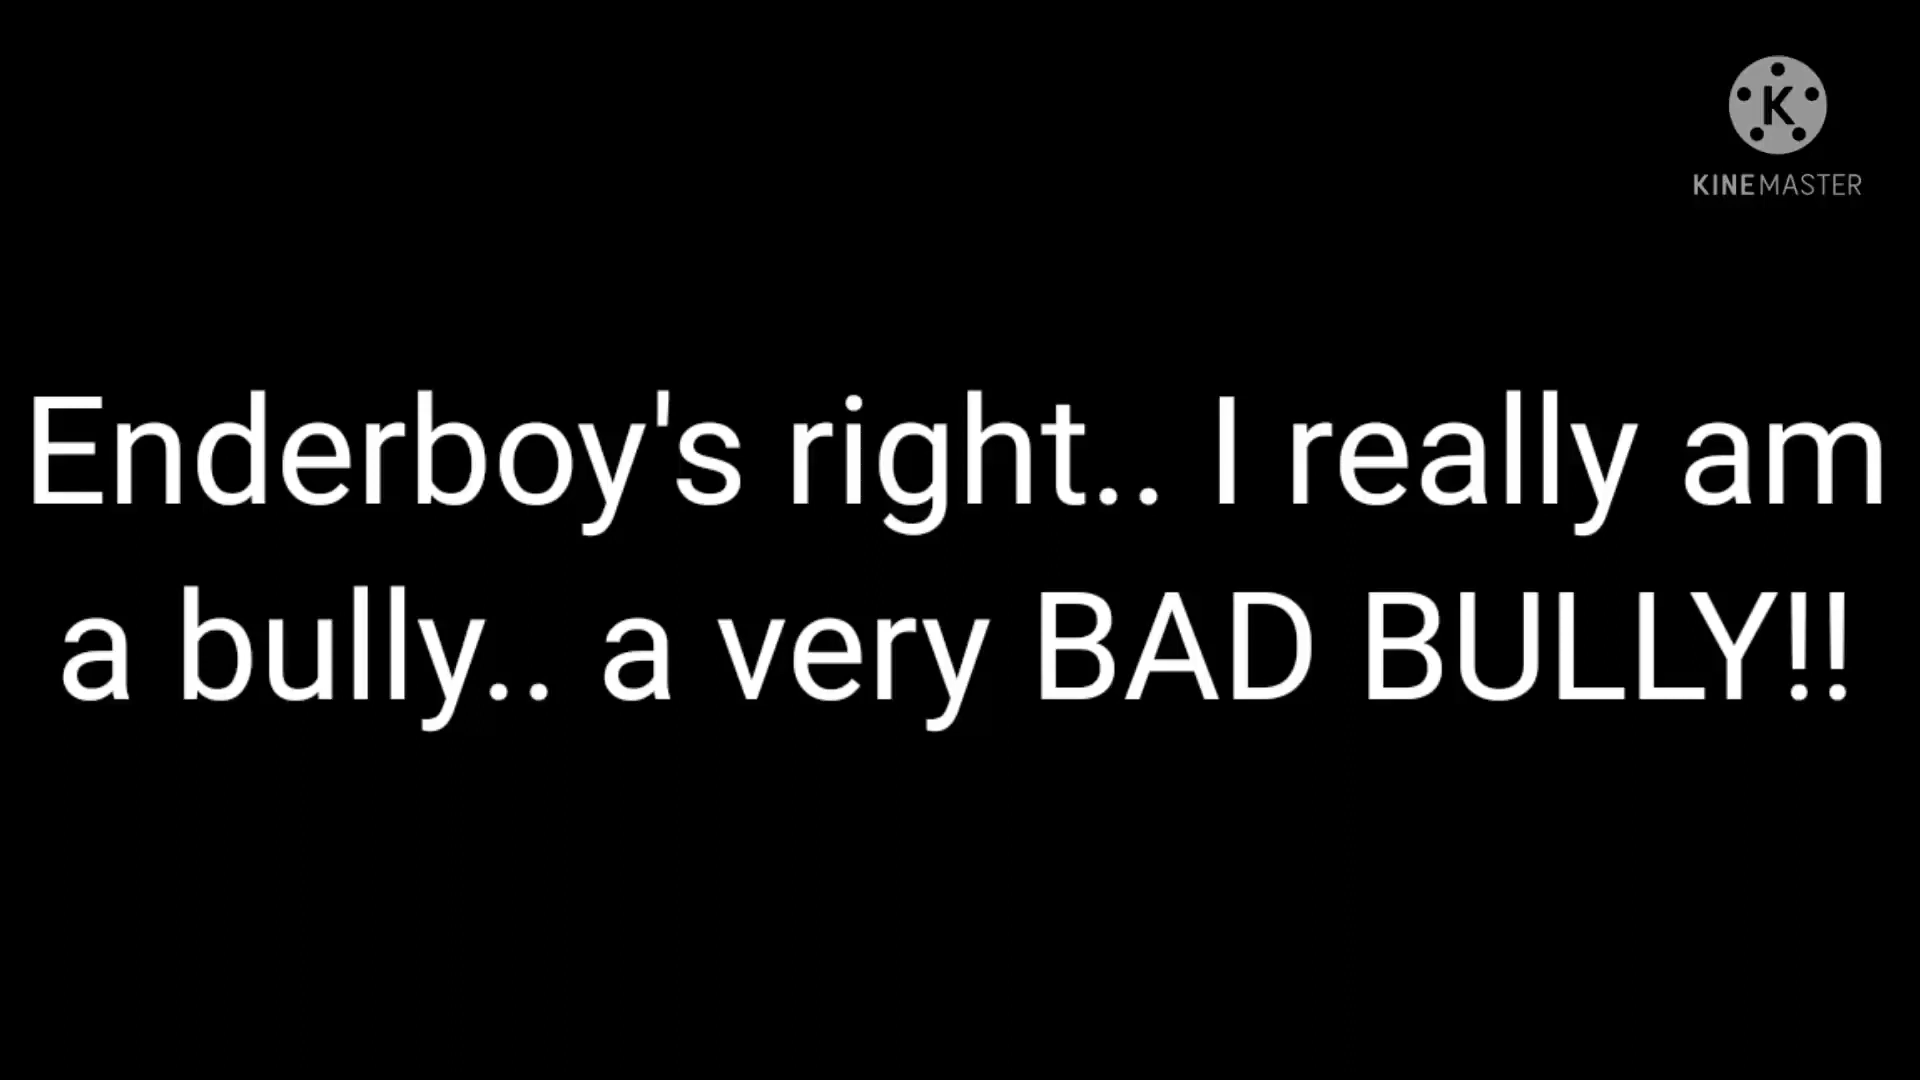 K
KINEMASTER
Enderboy's right.. I really am
a bully.. a very BAD BULLY!!